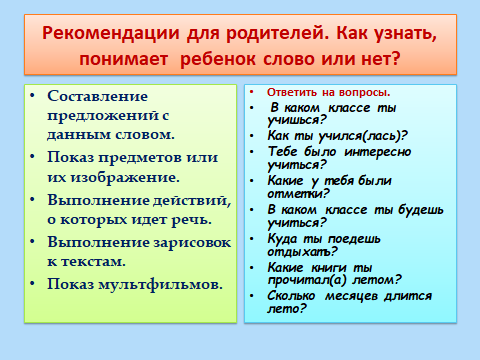 Рекомендации для родителей. Как узнать,
понимает ребенок слово или нет?
• Составление
предложений с
данным словом.
• Показ предметов или
их изображение.
• Выполнение действий,
о которых идет речь.
• Выполнение зарисовок
к текстам.
• Показ мультфильмов.
• Ответить на вопросы.
• В каком классе ты
учишься?
• Как ты учился(лась)?
• Тебе было интересно
учиться?
• Какие у тебя были
отметки?
• В каком классе ты будешь
учиться?
• Куда ты поедешь
отдыхать?
• Какие книги ты
прочитал(а) летом?
• Сколько месяцев длится
лето?